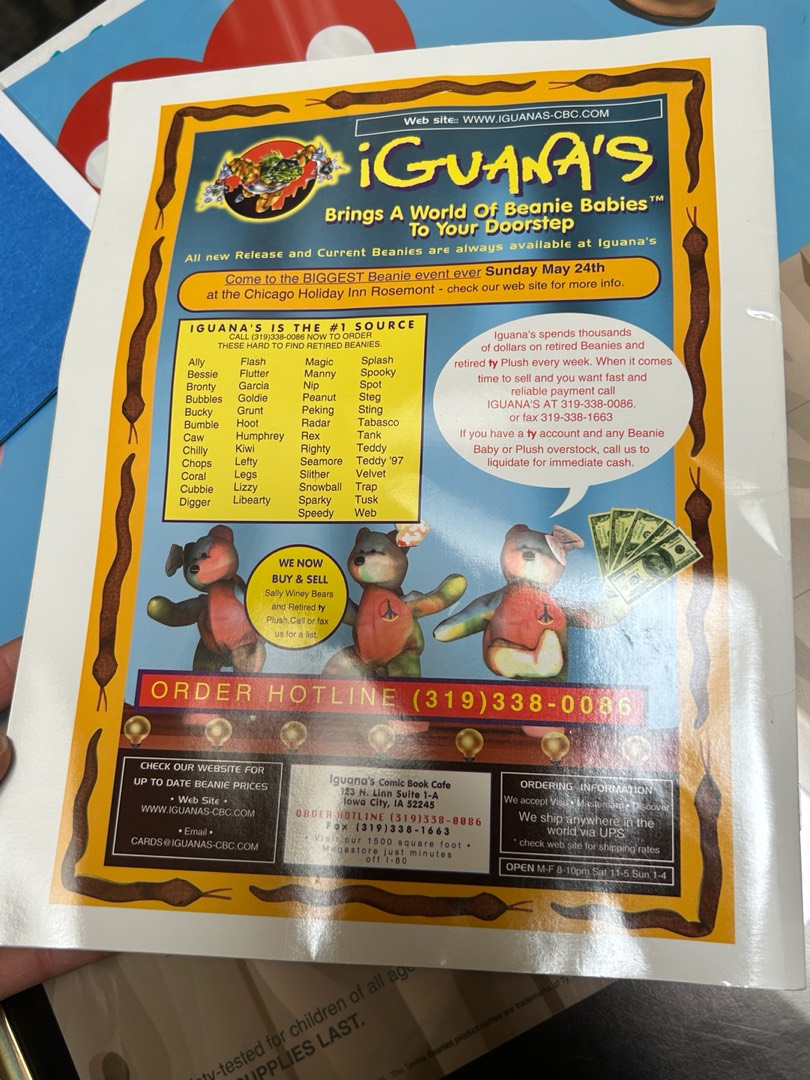 Web site:: WWW.IGUANAS-CBC.COM
iGUANA'S
Brings A World Of Beanie Babies™
To Your Doorstep
All new Release and Current Beanies are always available at Iguana's
Come to the BIGGEST Beanie event ever Sunday May 24th
at the Chicago Holiday Inn Rosemont - check our web site for more info.
IGUANA'S IS THE #1 SOURCE
CALL (319)338-0086 NOW TO ORDER
THESE HARD TO FIND RETIRED BEANIES.
Ally Flash Magic Splash
Bessie Flutter Manny Spooky
Bronty Garcia Nip Spot
Bubbles Goldie Peanut Steg
Bucky Grunt Peking Sting
Bumble Hoot Radar Tabasco
Caw Humphrey Rex Tank
Chilly Kiwi Righty Teddy
Chops Lefty Seamore Teddy '97
Coral Legs Slither Velvet
Cubbie Lizzy Snowball Trap
Digger Libearty Sparky Tusk
Speedy Web
Iguana's spends thousands
of dollars on retired Beanies and
retired ty Plush every week. When it comes
time to sell and you want fast and
reliable payment call
IGUANA'S AT 319-338-0086.
or fax 319-338-1663
If you have a ty account and any Beanie
Baby or Plush overstock, call us to
liquidate for immediate cash.
WE NOW
BUY & SELL
Sally Winey Bears
and Retired ty
Plush.Call or fax
us for a list.
ORDER HOTLINE (319)338-0086
CHECK OUR WEBSITE FOR
UP TO DATE BEANIE PRICES
• Web Site •
WWW.IGUANAS-CBC.COM
• Email •
CARDS@IGUANAS-CBC.COM
Iguana's Comic Book Cafe
123 N. Linn Suite 1-A
Iowa City, IA 52245
ORDER HOTLINE (319)338-0086
Fax (319)338-1663
• Visit our 1500 square foot •
Megastore just minutes
off I-80
ORDERING INFORMATION
We accept Visa • Mastercard • Discover
We ship anywhere in the
world via UPS
* check web site for shipping rates
OPEN M-F 8-10pm Sat 11-5 Sun 1-4
ty-tested for children of all age
SUPPLIES LAST.